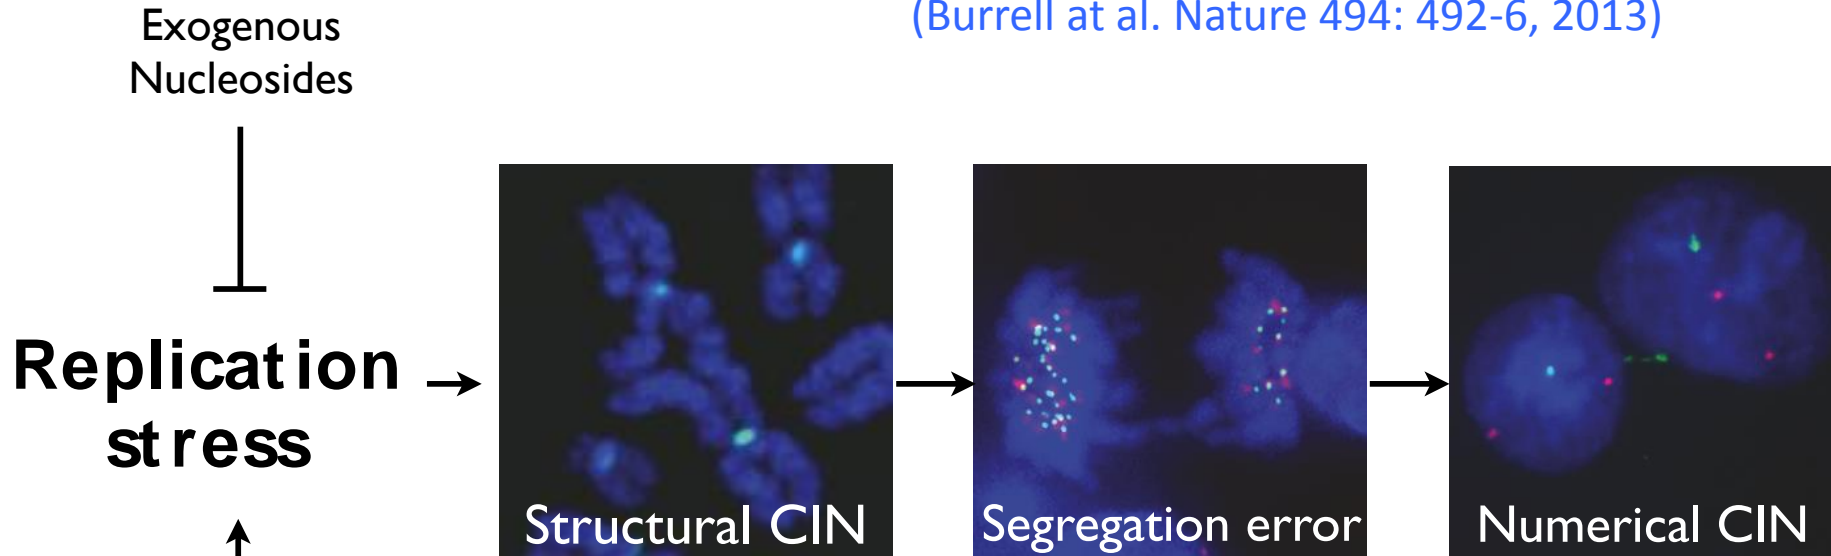 (Burrell at al. Nature 494: 492-6, 2013)
Exogenous
Nucleosides
Replication
stress
Structural CIN
Segregation error
Numerical CIN